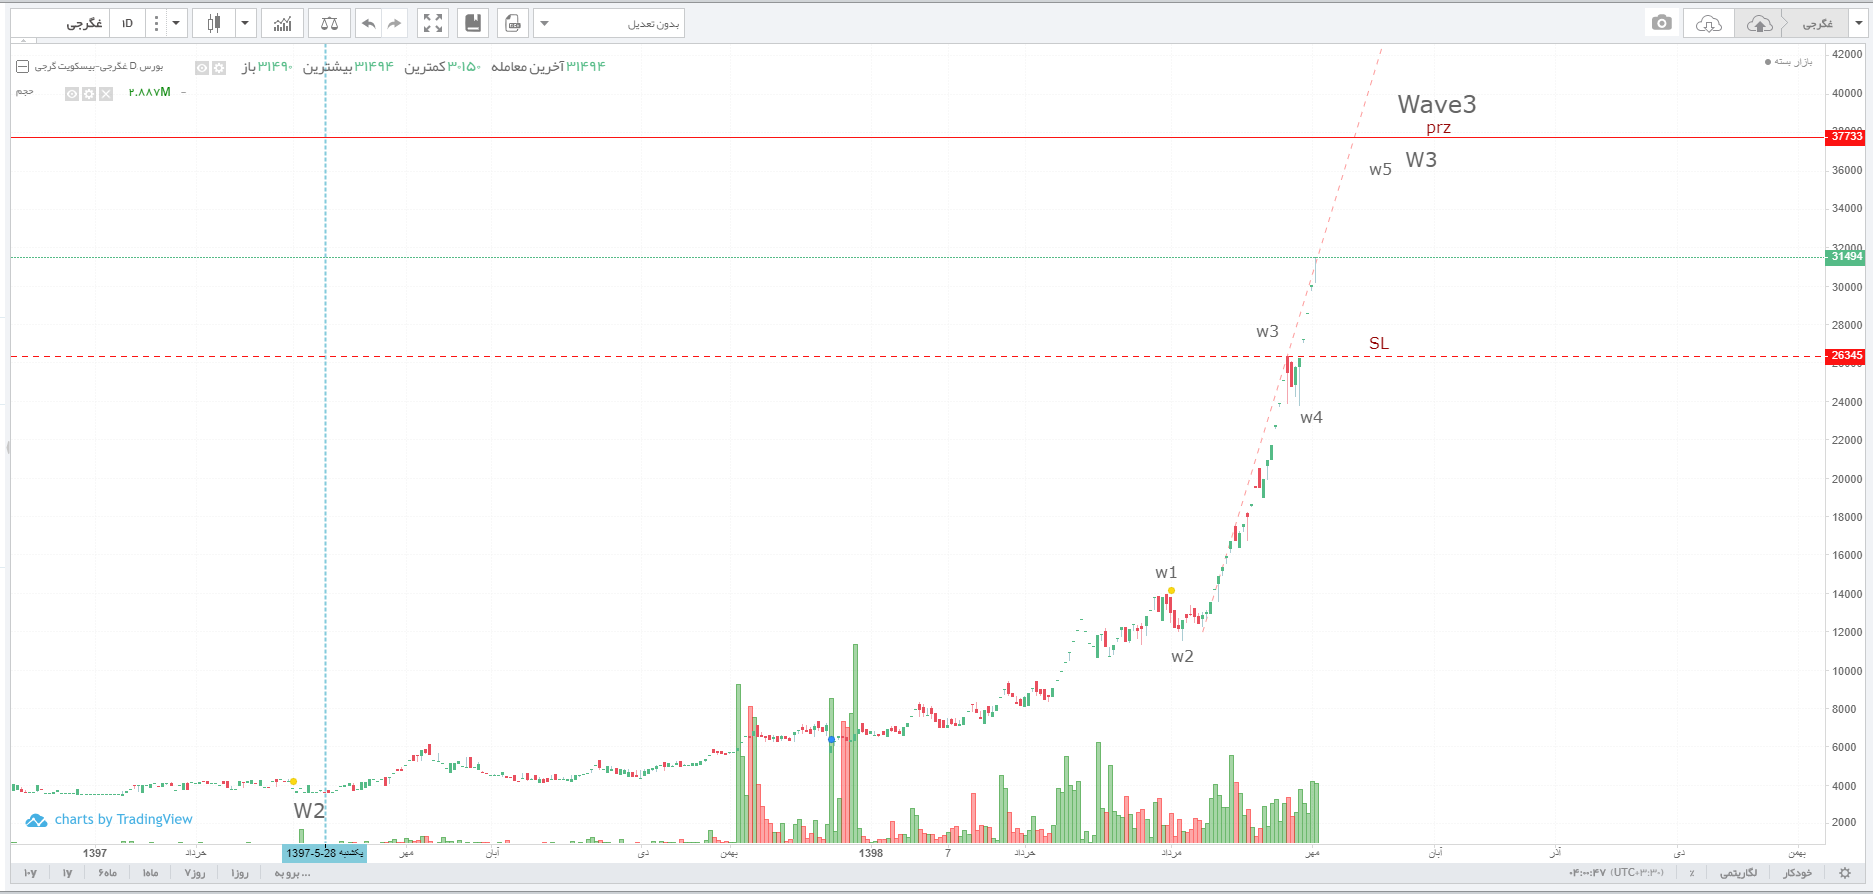 غگرجی
۱D
بدون تعدیل
غگرجی
بورس,D,غگرجی-بیسکویت گرجی
باز ۳۱۴۹۰ بیشترین ۳۱۴۹۴ کمترین ۳۰۱۵۰ آخرین معامله ۳۱۴۹۴
حجم ۲.۸۸۷M -
بازار بسته
42000
40000
Wave3
prz
38000
37733
W3
w5
36000
34000
32000
31494
30000
28000
w3
SL
26345
24000
w4
22000
20000
18000
16000
w1
14000
12000
w2
10000
8000
6000
4000
W2
2000
charts by TradingView
1397
خرداد
یکشنبه 28-5-1397
مهر
آبان
دی
بهمن
1398
7
خرداد
مرداد
مهر
آبان
آذر
دی
بهمن
۱۰y
۱y
۶ماه
۱ماه
۷روز
۱روز
برو به ...
۰۴:۰۰:۴۷ (UTC+۳:۳۰)
٪
لگاریتمی
خودکار